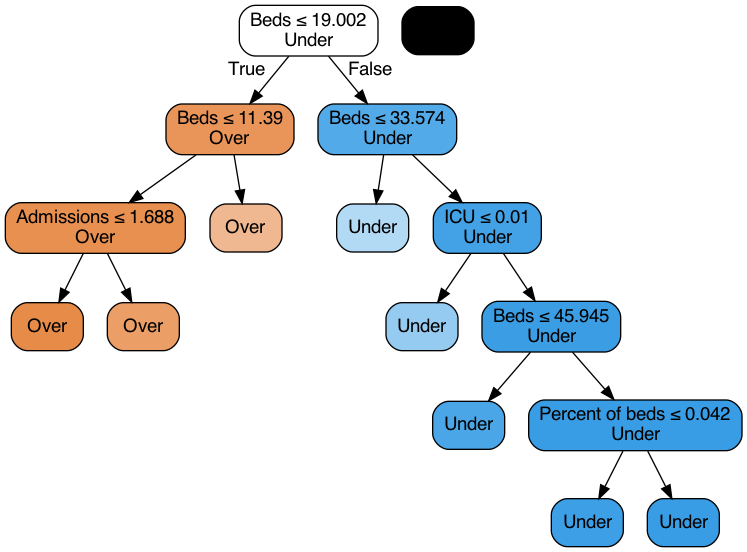 Beds ≤ 19.002
Under
True
False
Beds ≤ 11.39
Over
Beds ≤ 33.574
Under
Admissions ≤ 1.688
Over
Over
Under
ICU ≤ 0.01
Under
Over
Over
Under
Beds ≤ 45.945
Under
Under
Percent of beds ≤ 0.042
Under
Under
Under